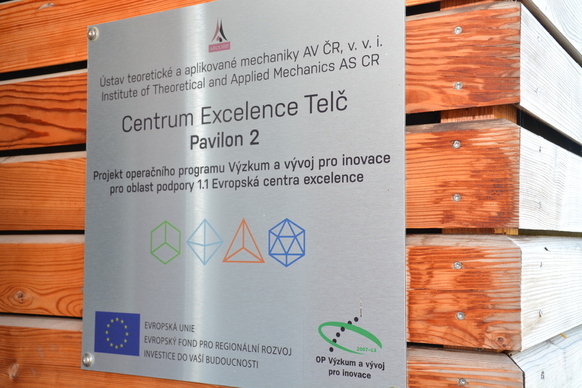 Ústav teoretické a aplikované mechaniky AV ČR, v. v. i.
Institute of Theoretical and Applied Mechanics AS CR
Centrum Excelence Telč
Pavilon 2
Projekt operačního programu Výzkum a vývoj pro inovace
pro oblast podpory 1.1 Evropská centra excelence
EVROPSKÁ UNIE
EVROPSKÝ FOND PRO REGIONÁLNÍ ROZVOJ
INVESTICE DO VAŠÍ BUDOUCNOSTI
2007-13
OP Výzkum a vývoj
pro inovace